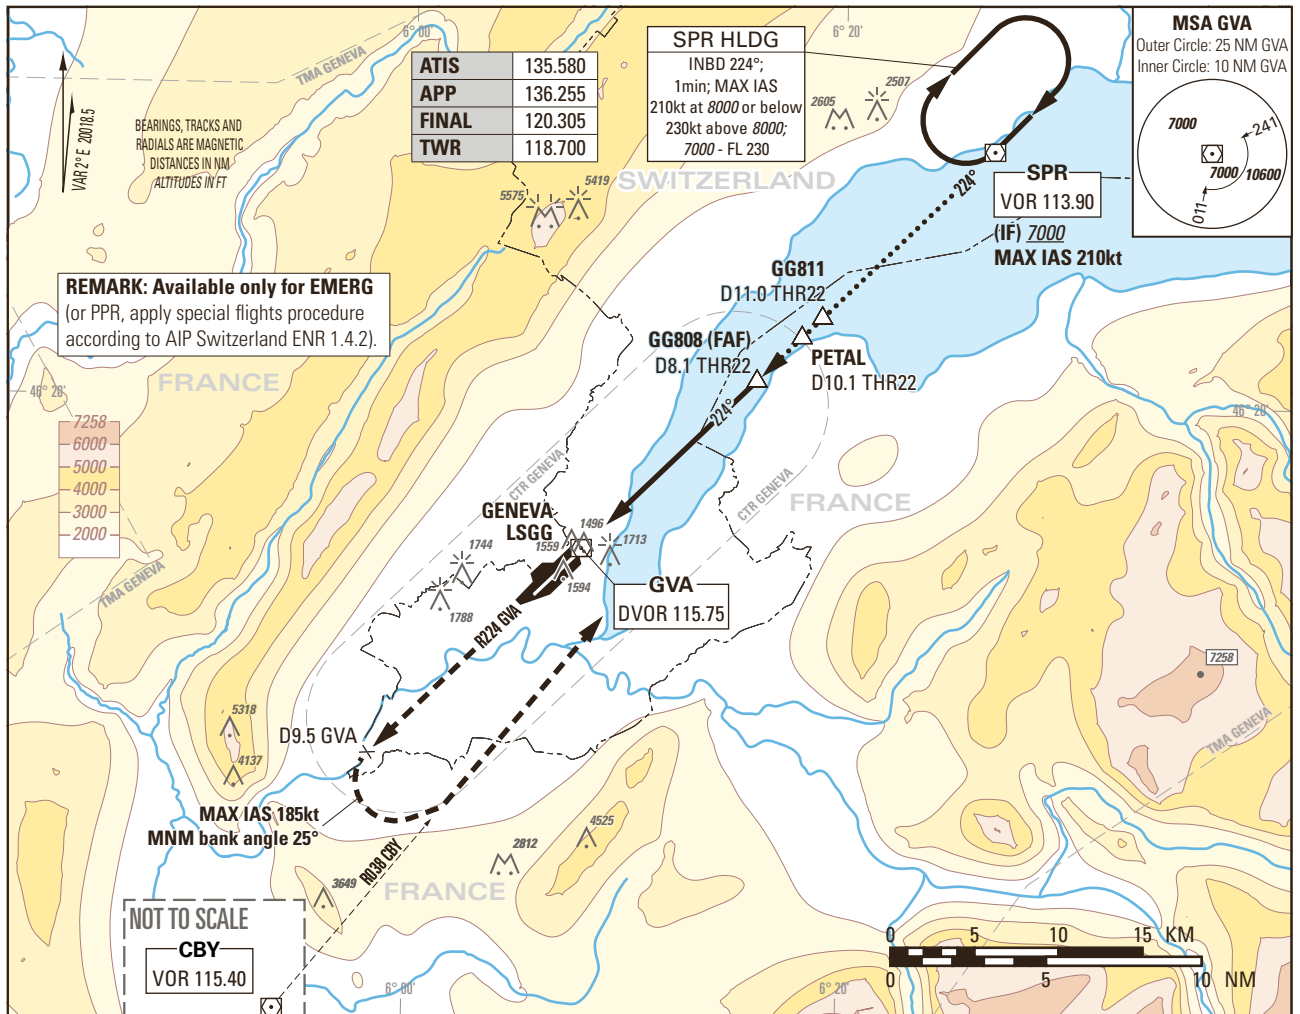 6° 00'
6° 20'
TMA GENEVA
VAR 2° E 20018.5
BEARINGS, TRACKS AND
RADIALS ARE MAGNETIC
DISTANCES IN NM
ALTITUDES IN FT
ATIS 135.580
APP 136.255
FINAL 120.305
TWR 118.700
SPR HLDG
INBD 224°;
1min; MAX IAS
210kt at 8000 or below
230kt above 8000;
7000 - FL 230
2605
2507
MSA GVA
Outer Circle: 25 NM GVA
Inner Circle: 10 NM GVA
7000
241
7000
10600
011
5575
5419
SWITZERLAND
224°
SPR
VOR 113.90
(IF) 7000
MAX IAS 210kt
REMARK: Available only for EMERG
(or PPR, apply special flights procedure
according to AIP Switzerland ENR 1.4.2).
GG811
D11.0 THR22
GG808 (FAF)
D8.1 THR22
PETAL
D10.1 THR22
FRANCE
46° 20'
46° 20'
7258
6000
5000
4000
3000
2000
224°
CTR GENEVA
CTR GENEVA
FRANCE
GENEVA
LSGG
1496
1559
1713
1594
1744
1788
TMA GENEVA
GVA
DVOR 115.75
R224 GVA
7258
TMA GENEVA
5318
4137
D9.5 GVA
MAX IAS 185kt
MNM bank angle 25°
4525
2812
3649
R038 CBY
FRANCE
NOT TO SCALE
CBY
VOR 115.40
0 5 10 15 KM
0 5 10 NM
6° 00'
6° 20'